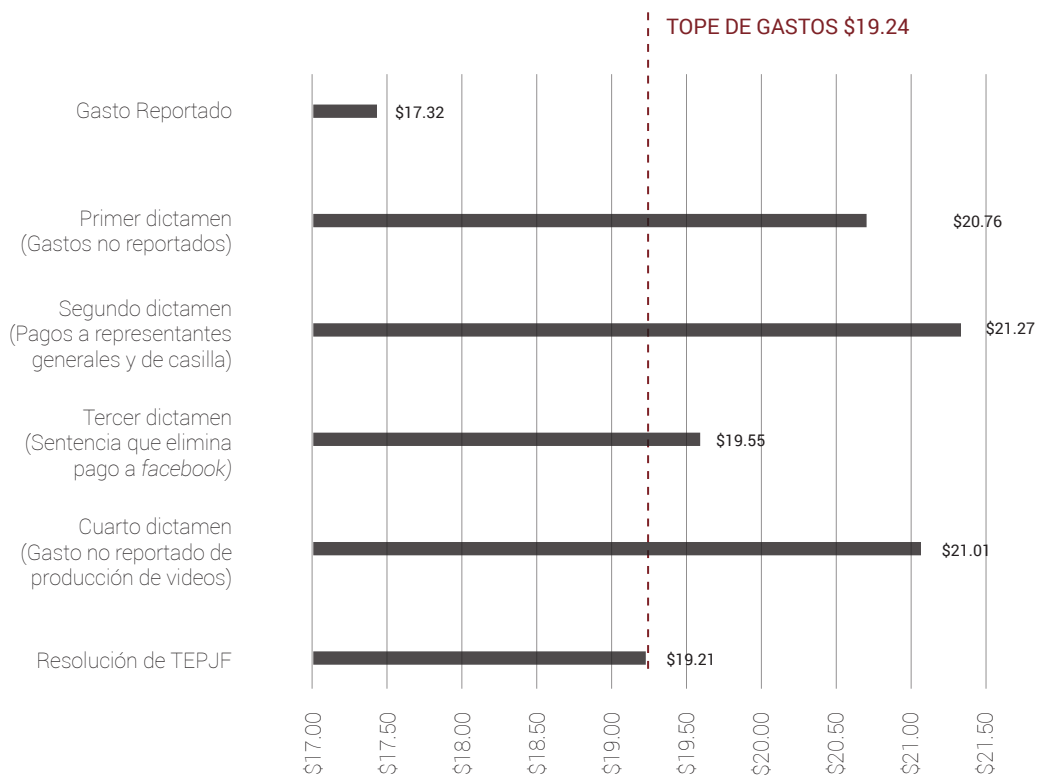 TOPE DE GASTOS $19.24
Gasto Reportado
$17.32
Primer dictamen
(Gastos no reportados)
$20.76
Segundo dictamen
(Pagos a representantes
generales y de casilla)
$21.27
Tercer dictamen
(Sentencia que elimina
pago a facebook)
$19.55
Cuarto dictamen
(Gasto no reportado de
producción de videos)
$21.01
Resolución de TEPJF
$19.21
$17.00
$17.50
$18.00
$18.50
$19.00
$19.50
$20.00
$20.50
$21.00
$21.50